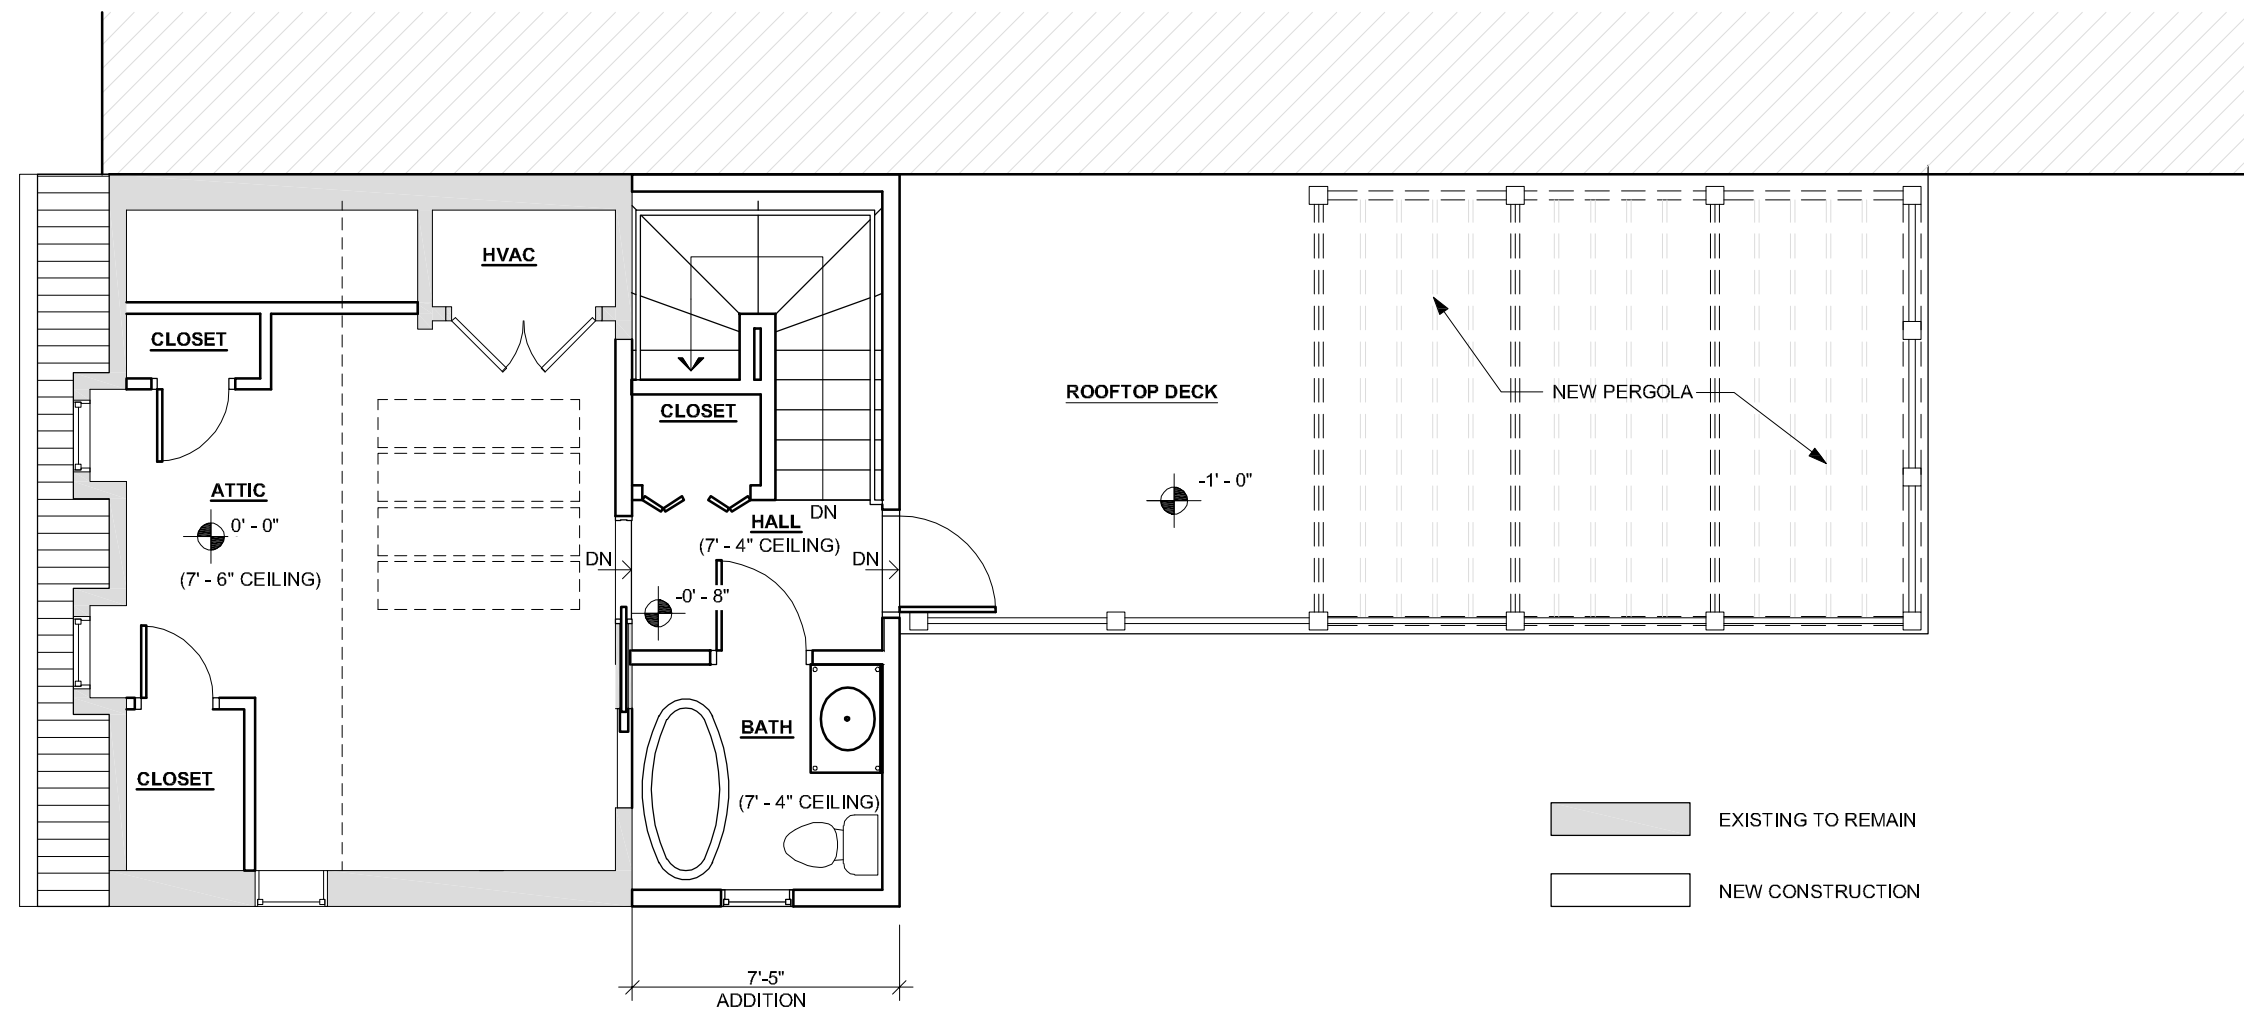 HVAC
CLOSET
ROOFTOP DECK
NEW PERGOLA
CLOSET
ATTIC
0' - 0"
(7' - 6" CEILING)
-1' - 0"
DN
HALL
(7' - 4" CEILING)
DN
DN
-0' - 8"
BATH
(7' - 4" CEILING)
CLOSET
EXISTING TO REMAIN
NEW CONSTRUCTION
7'-5"
ADDITION